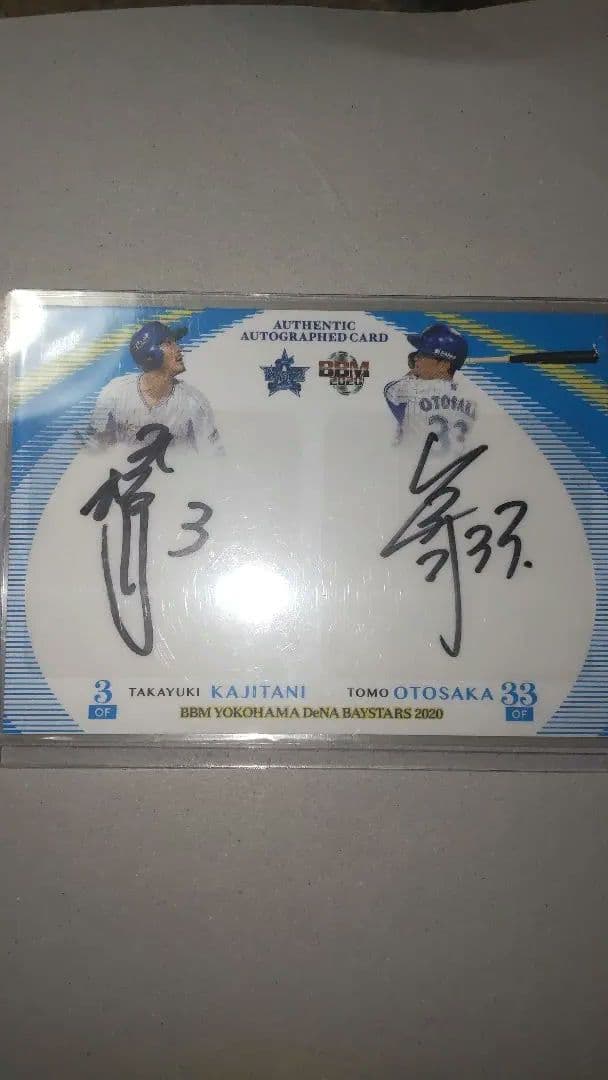 AUTHENTIC
AUTOGRAPHED CARD
BBM
2020
OTOSAKA
33
3
33.
3 TAKAYUKI KAJITANI TOMO OTOSAKA 33
OF OF
BBM YOKOHAMA DeNA BAYSTARS 2020